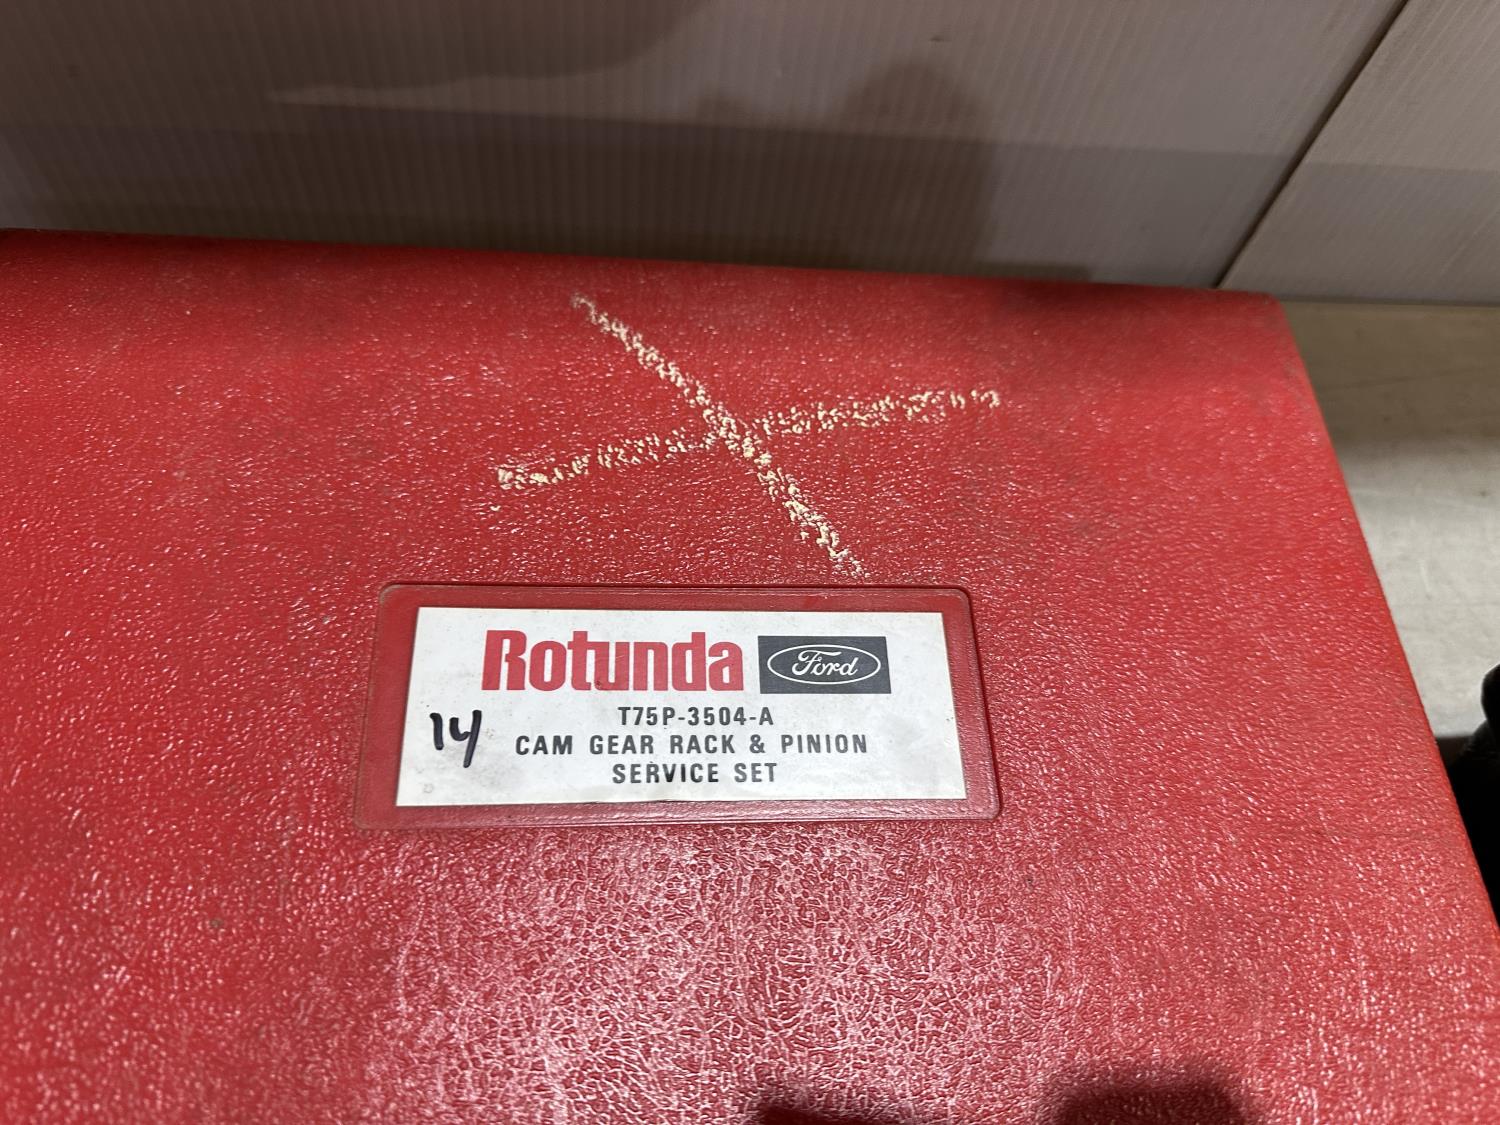 Rotunda Ford
T75P-3504-A
14 CAM GEAR RACK & PINION
SERVICE SET